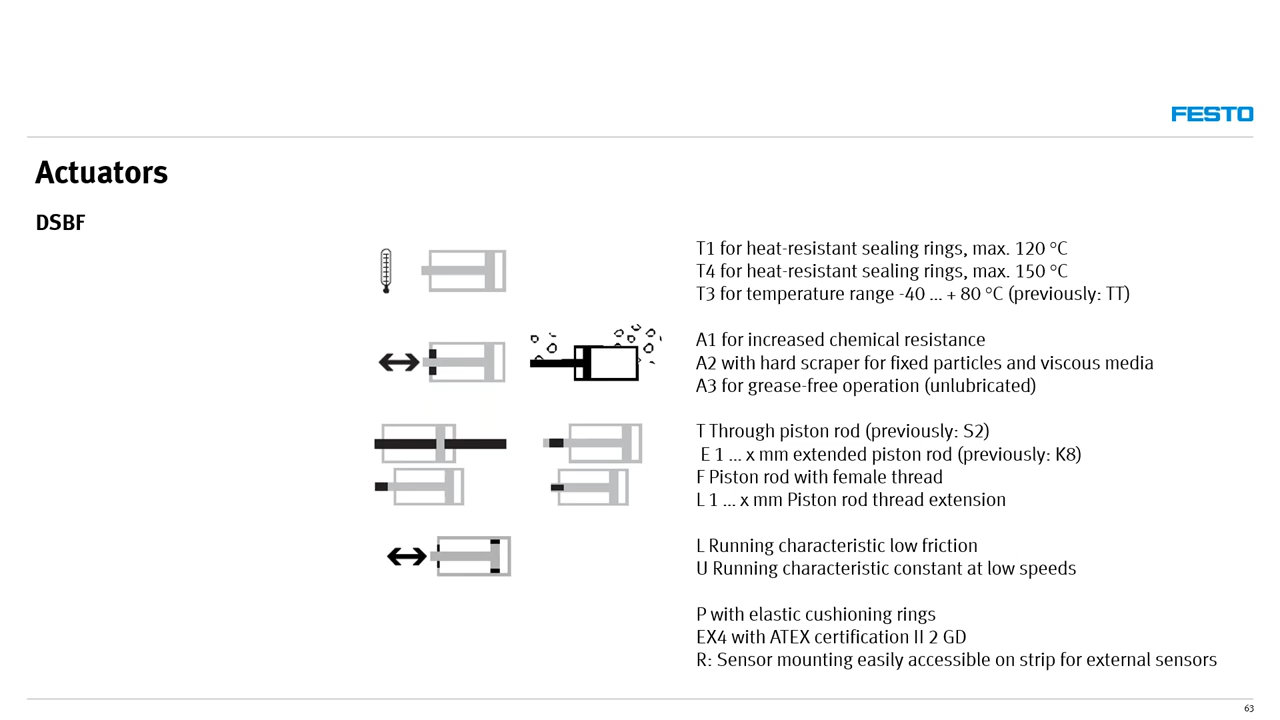 FESTO
Actuators
DSBF
T1 for heat-resistant sealing rings, max. 120 °C
T4 for heat-resistant sealing rings, max. 150 °C
T3 for temperature range -40 ... + 80 °C (previously: TT)
A1 for increased chemical resistance
A2 with hard scraper for fixed particles and viscous media
A3 for grease-free operation (unlubricated)
T Through piston rod (previously: S2)
E 1 ... x mm extended piston rod (previously: K8)
F Piston rod with female thread
L 1 ... x mm Piston rod thread extension
L Running characteristic low friction
U Running characteristic constant at low speeds
P with elastic cushioning rings
EX4 with ATEX certification II 2 GD
R: Sensor mounting easily accessible on strip for external sensors
63